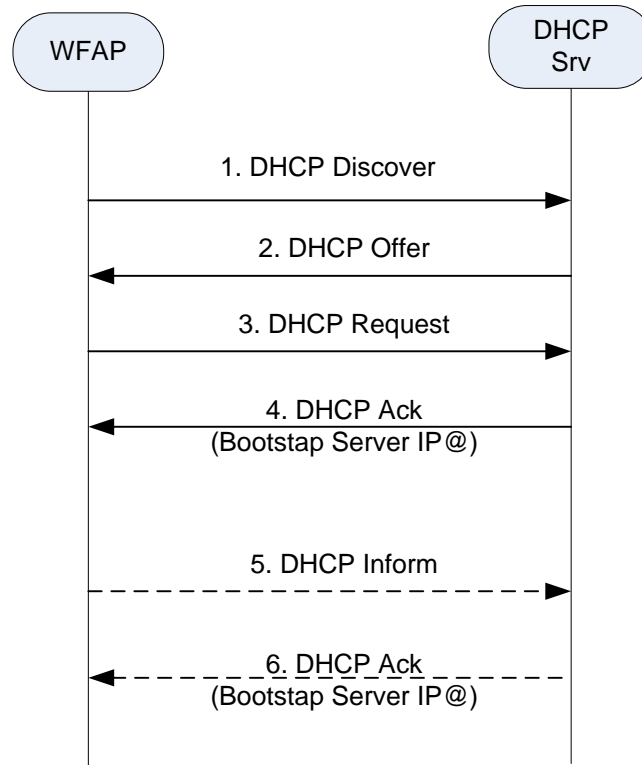 WFAP
DHCP
Srv
1. DHCP Discover
2. DHCP Offer
3. DHCP Request
4. DHCP Ack
(Bootstap Server IP@)
5. DHCP Inform
6. DHCP Ack
(Bootstap Server IP@)